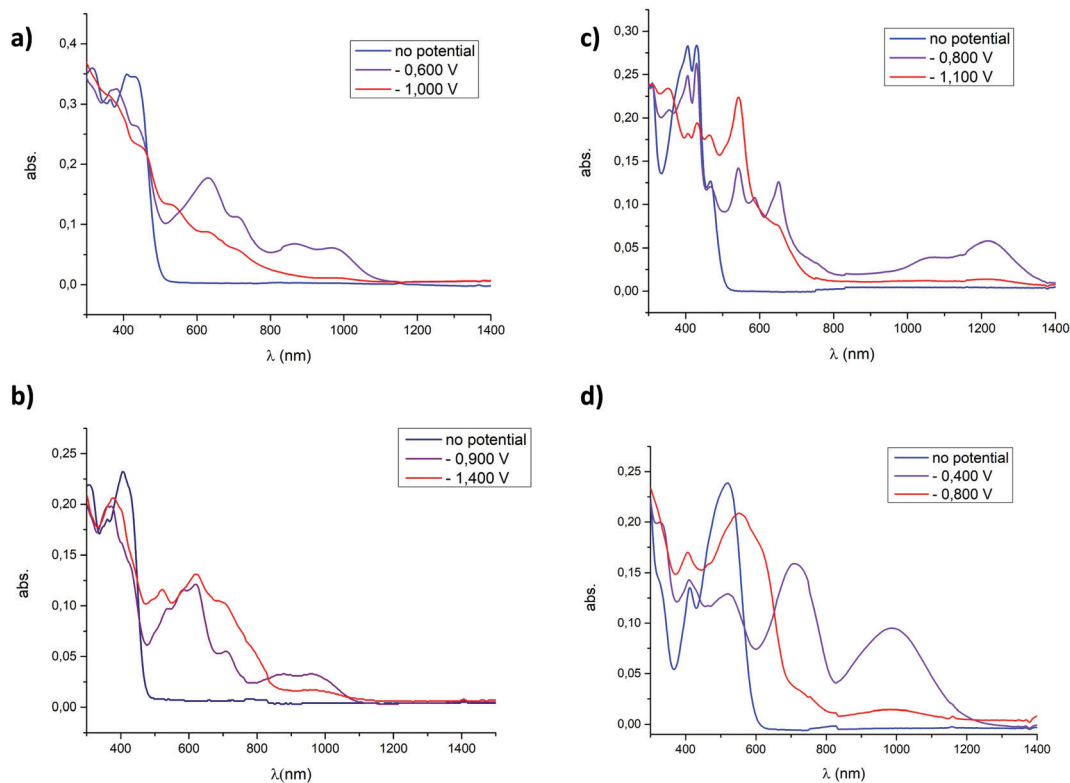 a)
0,4
0,3
0,2
0,1
0,0
abs.
400 600 800 1000 1200 1400
λ (nm)
no potential
- 0,600 V
- 1,000 V
c)
0,30
0,25
0,20
0,15
0,10
0,05
0,00
abs.
400 600 800 1000 1200 1400
λ (nm)
no potential
- 0,800 V
- 1,100 V
b)
0,25
0,20
0,15
0,10
0,05
0,00
abs.
400 600 800 1000 1200 1400
λ(nm)
no potential
- 0,900 V
- 1,400 V
d)
0,25
0,20
0,15
0,10
0,05
0,00
abs.
400 600 800 1000 1200 1400
λ (nm)
no potential
- 0,400 V
- 0,800 V